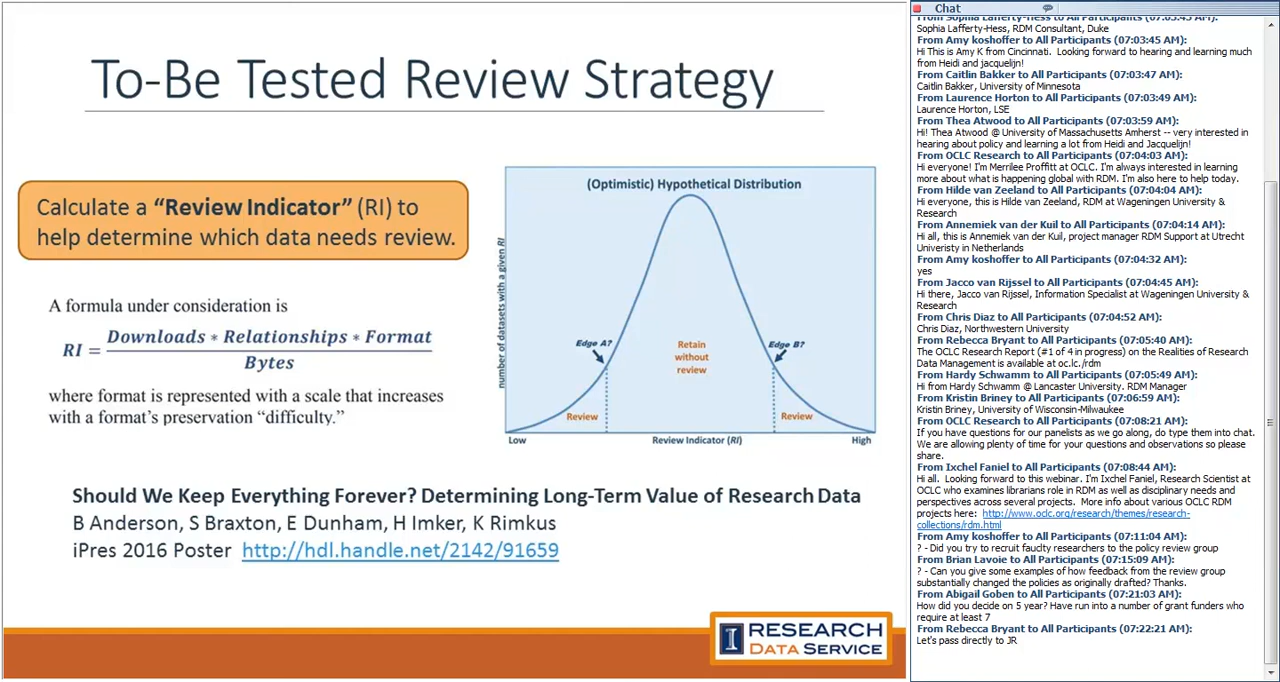 To-Be Tested Review Strategy
Calculate a “Review Indicator” (RI) to
help determine which data needs review.
A formula under consideration is
RI = Downloads * Relationships * Format
Bytes
where format is represented with a scale that increases
with a format's preservation “difficulty.”
(Optimistic) Hypothetical Distribution
number of datasets with a given RI
Edge A?
Edge B?
Retain
without
review
Review
Review
Low
Review Indicator (RI)
High
Should We Keep Everything Forever? Determining Long-Term Value of Research Data
B Anderson, S Braxton, E Dunham, H Imker, K Rimkus
iPres 2016 Poster http://hdl.handle.net/2142/91659
I RESEARCH
DATA SERVICE
Chat
From Sophia Lafferty-Hess to All Participants (07:03:43 AM):
Sophia Lafferty-Hess, RDM Consultant, Duke
From Amy koshoffer to All Participants (07:03:45 AM):
Hi This is Amy K from Cincinnati. Looking forward to hearing and learning much
from Heidi and jacquelijn!
From Caitlin Bakker to All Participants (07:03:47 AM):
Caitlin Bakker, University of Minnesota
From Laurence Horton to All Participants (07:03:49 AM):
Laurence Horton, LSE
From Thea Atwood to All Participants (07:03:59 AM):
Hi! Thea Atwood @ University of Massachusetts Amherst -- very interested in
hearing about policy and learning a lot from Heidi and Jacquelijn!
From OCLC Research to All Participants (07:04:03 AM):
Hi everyone! I'm Merrilee Proffitt at OCLC. I'm always interested in learning
more about what is happening global with RDM. I'm also here to help today.
From Hilde van Zeeland to All Participants (07:04:04 AM):
Hi everyone, this is Hilde van Zeeland, RDM at Wageningen University &
Research
From Annemiek van der Kuil to All Participants (07:04:14 AM):
Hi all, this is Annemiek van der Kuil, project manager RDM Support at Utrecht
Univeristy in Netherlands
From Amy koshoffer to All Participants (07:04:32 AM):
yes
From Jacco van Rijssel to All Participants (07:04:45 AM):
Hi there, Jacco van Rijssel, Information Specialist at Wageningen University &
Research
From Chris Diaz to All Participants (07:04:52 AM):
Chris Diaz, Northwestern University
From Rebecca Bryant to All Participants (07:05:40 AM):
The OCLC Research Report (#1 of 4 in progress) on the Realities of Research
Data Management is available at oc.lc./rdm
From Hardy Schwamm to All Participants (07:05:49 AM):
Hi from Hardy Schwamm @ Lancaster University. RDM Manager
From Kristin Briney to All Participants (07:06:59 AM):
Kristin Briney, University of Wisconsin-Milwaukee
From OCLC Research to All Participants (07:08:21 AM):
If you have questions for our panelists as we go along, do type them into chat.
We are allowing plenty of time for your questions and observations so please
share.
From Ixchel Faniel to All Participants (07:08:44 AM):
Hi all. Looking forward to this webinar. I'm Ixchel Faniel, Research Scientist at
OCLC who examines librarians role in RDM as well as disciplinary needs and
perspectives across several projects. More info about various OCLC RDM
projects here: http://www.oclc.org/research/themes/research-
collections/rdm.html
From Amy koshoffer to All Participants (07:11:04 AM):
? - Did you try to recruit fauclty researchers to the policy review group
From Brian Lavoie to All Participants (07:15:09 AM):
? - Can you give some examples of how feedback from the review group
substantially changed the policies as originally drafted? Thanks.
From Abigail Goben to All Participants (07:21:03 AM):
How did you decide on 5 year? Have run into a number of grant funders who
require at least 7
From Rebecca Bryant to All Participants (07:22:21 AM):
Let's pass directly to JR